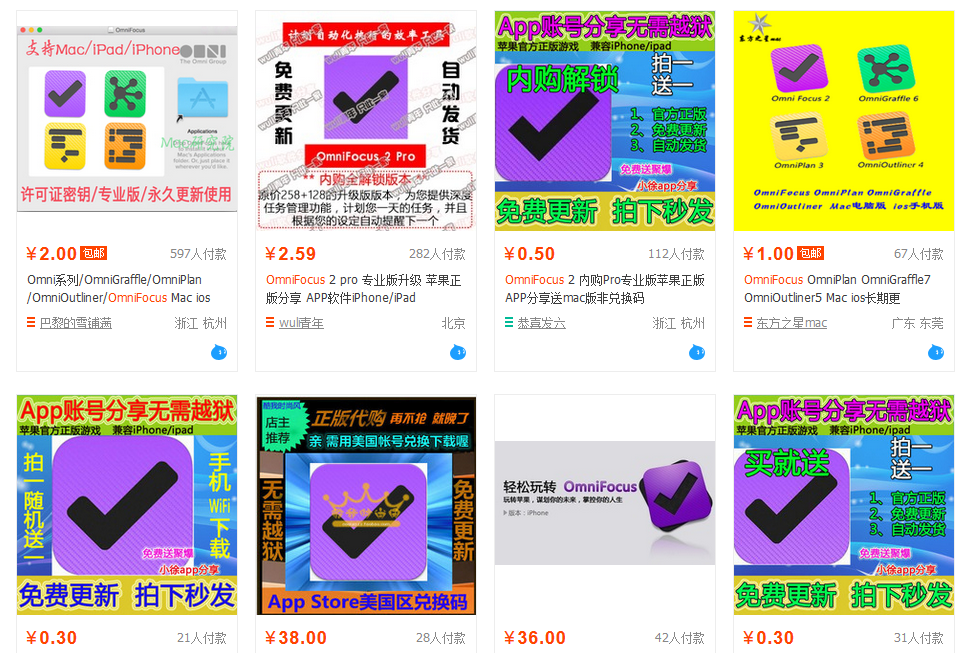 OmniFocus
支持Mac/iPad/iPhone
OMNI
The Omni Group
Applications
许可证密钥/专业版/永久更新使用
¥2.00 包邮 597人付款
Omni系列/OmniGraffle/OmniPlan
/OmniOutliner/OmniFocus Mac ios
巴黎的雪铺满 浙江 杭州
计划自动化执行的效率工具
免费更新
自动发货
OmniFocus 2 Pro
** 内购全解锁版本 **
原价258+128的升级版版本，为您提供深度
任务管理功能，计划您一天的任务，并且
根据您的设定自动提醒下一个
¥2.59 282人付款
OmniFocus 2 pro 专业版升级 苹果正
版分享 APP软件iPhone/iPad
wul青年 北京
App账号分享无需越狱
苹果官方正版游戏 兼容iPhone/ipad
内购解锁
拍一送一
1、官方正版
2、免费更新
3、自动发货
免费送聚爆
小徐app分享
免费更新 拍下秒发
¥0.50 112人付款
OmniFocus 2 内购Pro专业版苹果正版
APP分享送mac版非兑换码
恭喜发六 浙江 杭州
东方之星mac
Omni Focus 2
OmniGraffle 6
OmniPlan 3
OmniOutliner 4
OmniFocus OmniPlan OmniGraffle
OmniOutliner Mac电脑版 ios手机版
¥1.00 包邮 67人付款
OmniFocus OmniPlan OmniGraffle7
OmniOutliner5 Mac ios长期更
东方之星mac 广东 东莞
App账号分享无需越狱
苹果官方正版游戏 兼容iPhone/ipad
拍一随机送一
手机WiFi下载
免费送聚爆
小徐app分享
免费更新 拍下秒发
¥0.30 21人付款
酷我时尚风
店主
推荐
正版代购 再不抢 就晚了
亲 需用美国帐号兑换下载喔
无需越狱
免费更新
App Store美国区兑换码
¥38.00 28人付款
轻松玩转 OmniFocus
玩转苹果，谋划你的未来，掌控你的人生
版本：iPhone
¥36.00 42人付款
App账号分享无需越狱
苹果官方正版游戏 兼容iPhone/ipad
买就送
拍一送一
1、官方正版
2、免费更新
3、自动发货
免费送聚爆
小徐app分享
免费更新 拍下秒发
¥0.30 31人付款